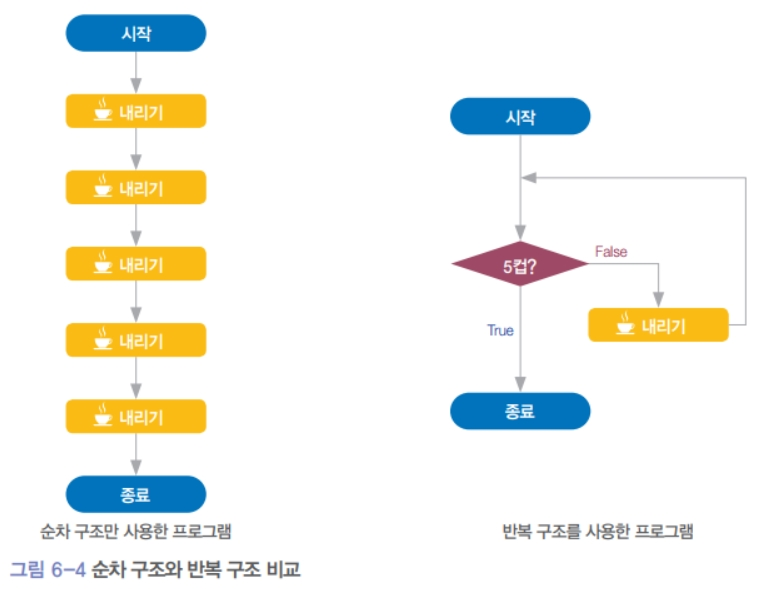 시작
내리기
내리기
내리기
내리기
내리기
종료
순차 구조만 사용한 프로그램
시작
5컵?
False
내리기
True
종료
반복 구조를 사용한 프로그램
그림 6-4 순차 구조와 반복 구조 비교